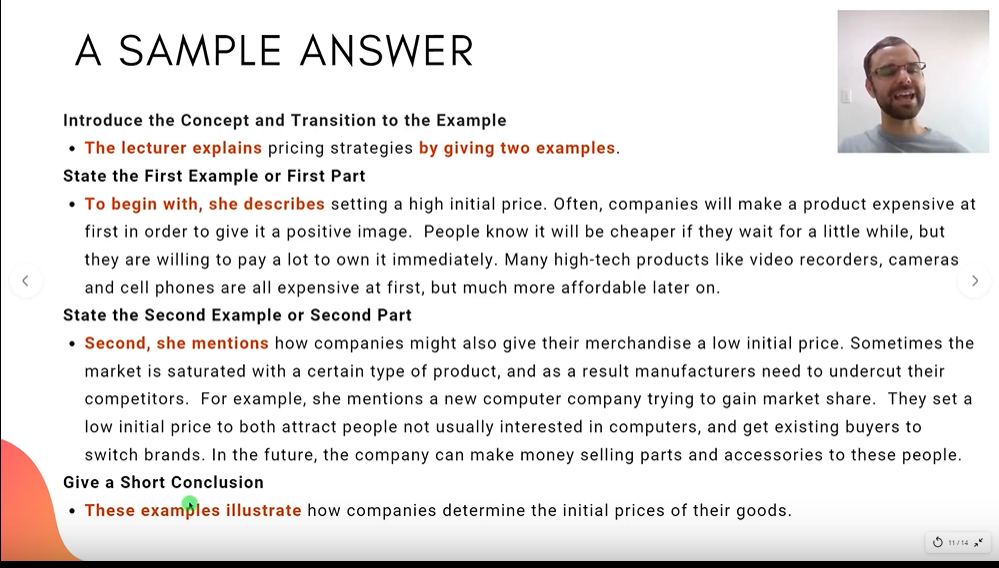 A SAMPLE ANSWER
Introduce the Concept and Transition to the Example
• The lecturer explains pricing strategies by giving two examples.
State the First Example or First Part
• To begin with, she describes setting a high initial price. Often, companies will make a product expensive at
first in order to give it a positive image. People know it will be cheaper if they wait for a little while, but
they are willing to pay a lot to own it immediately. Many high-tech products like video recorders, cameras
and cell phones are all expensive at first, but much more affordable later on.
State the Second Example or Second Part
• Second, she mentions how companies might also give their merchandise a low initial price. Sometimes the
market is saturated with a certain type of product, and as a result manufacturers need to undercut their
competitors. For example, she mentions a new computer company trying to gain market share. They set a
low initial price to both attract people not usually interested in computers, and get existing buyers to
switch brands. In the future, the company can make money selling parts and accessories to these people.
Give a Short Conclusion
• These examples illustrate how companies determine the initial prices of their goods.
11 / 14